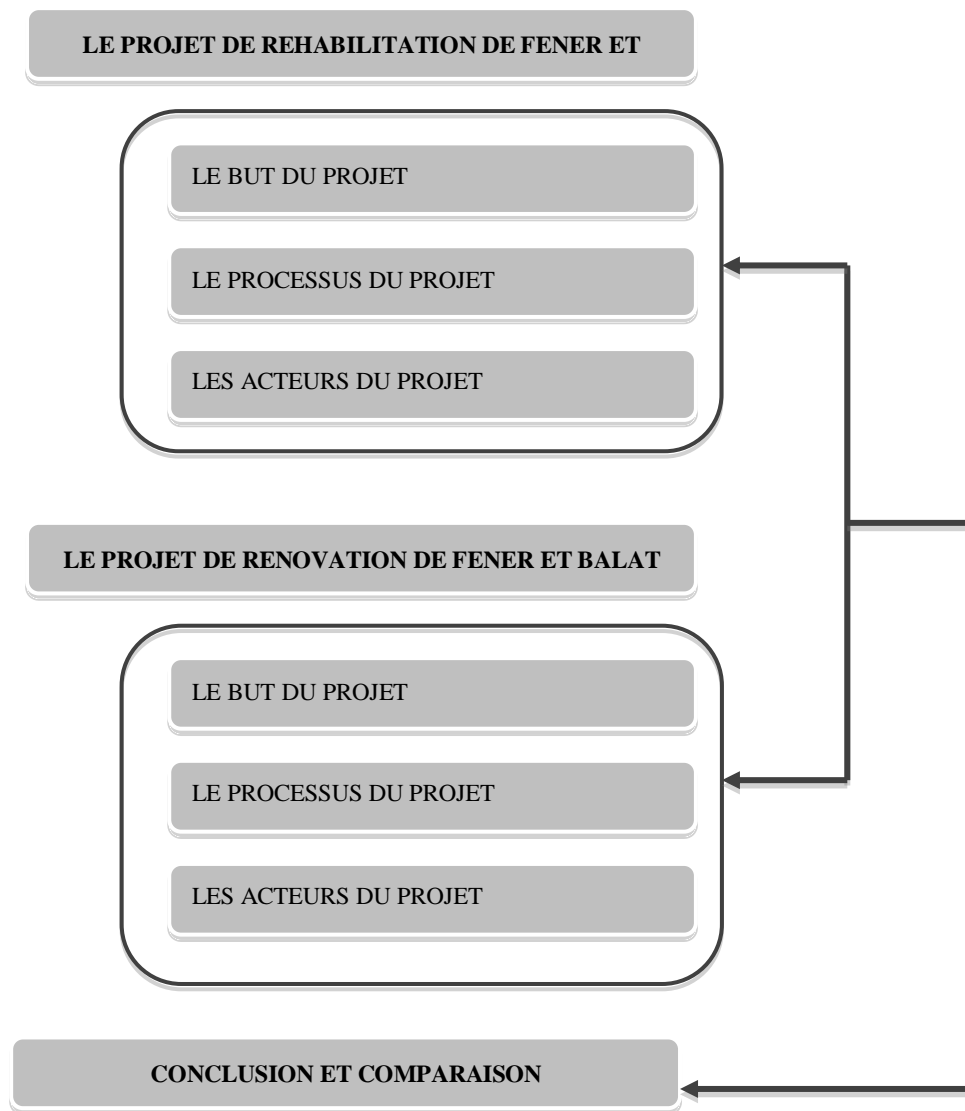 LE PROJET DE REHABILITATION DE FENER ET
LE BUT DU PROJET
LE PROCESSUS DU PROJET
LES ACTEURS DU PROJET
LE PROJET DE RENOVATION DE FENER ET BALAT
LE BUT DU PROJET
LE PROCESSUS DU PROJET
LES ACTEURS DU PROJET
CONCLUSION ET COMPARAISON